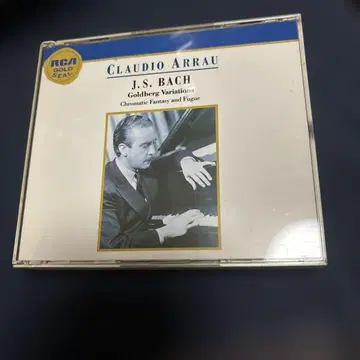 RCA
GOLD
SEAL
CLAUDIO ARRAU
J.S. BACH
Goldberg Variations
Chromatic Fantasy and Fugue